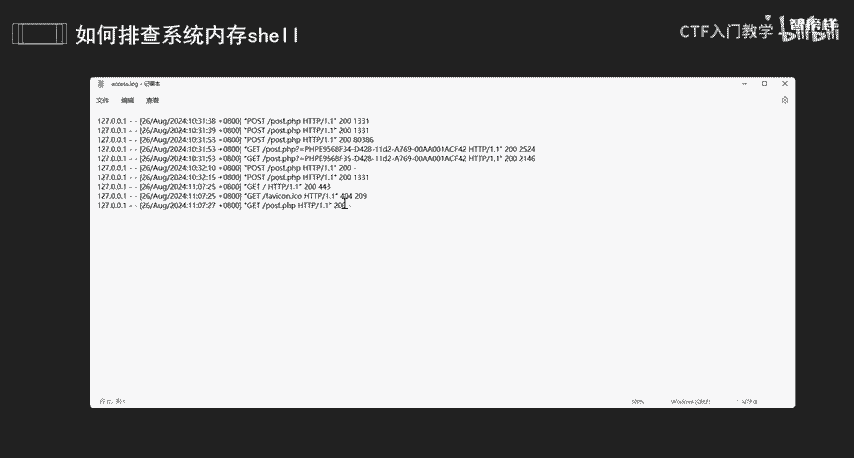 如何排查系统内存shell
CTF入门教学
access.log - 记事本
文件 编辑 查看
127.0.0.1 - - [26/Aug/2024:10:31:38 +0800] "POST /post.php HTTP/1.1" 200 1331
127.0.0.1 - - [26/Aug/2024:10:31:39 +0800] "POST /post.php HTTP/1.1" 200 1331
127.0.0.1 - - [26/Aug/2024:10:31:53 +0800] "POST /post.php HTTP/1.1" 200 80386
127.0.0.1 - - [26/Aug/2024:10:31:53 +0800] "GET /post.php?=PHPE9568F34-D428-11d2-A769-00AA001ACF42 HTTP/1.1" 200 2524
127.0.0.1 - - [26/Aug/2024:10:31:53 +0800] "GET /post.php?=PHPE9568F35-D428-11d2-A769-00AA001ACF42 HTTP/1.1" 200 2146
127.0.0.1 - - [26/Aug/2024:10:32:10 +0800] "POST /post.php HTTP/1.1" 200 -
127.0.0.1 - - [26/Aug/2024:10:32:15 +0800] "POST /post.php HTTP/1.1" 200 1331
127.0.0.1 - - [26/Aug/2024:11:07:25 +0800] "GET / HTTP/1.1" 200 443
127.0.0.1 - - [26/Aug/2024:11:07:25 +0800] "GET /favicon.ico HTTP/1.1" 404 209
127.0.0.1 - - [26/Aug/2024:11:07:27 +0800] "GET /post.php HTTP/1.1" 200 -